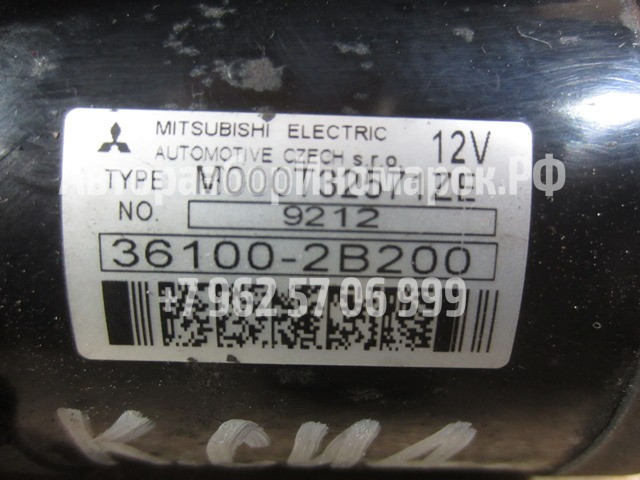 MITSUBISHI ELECTRIC 12V
AUTOMOTIVE CZECH s.r.o.
TYPE
NO. 9212
36100-2B200
+7 962 57 06 999